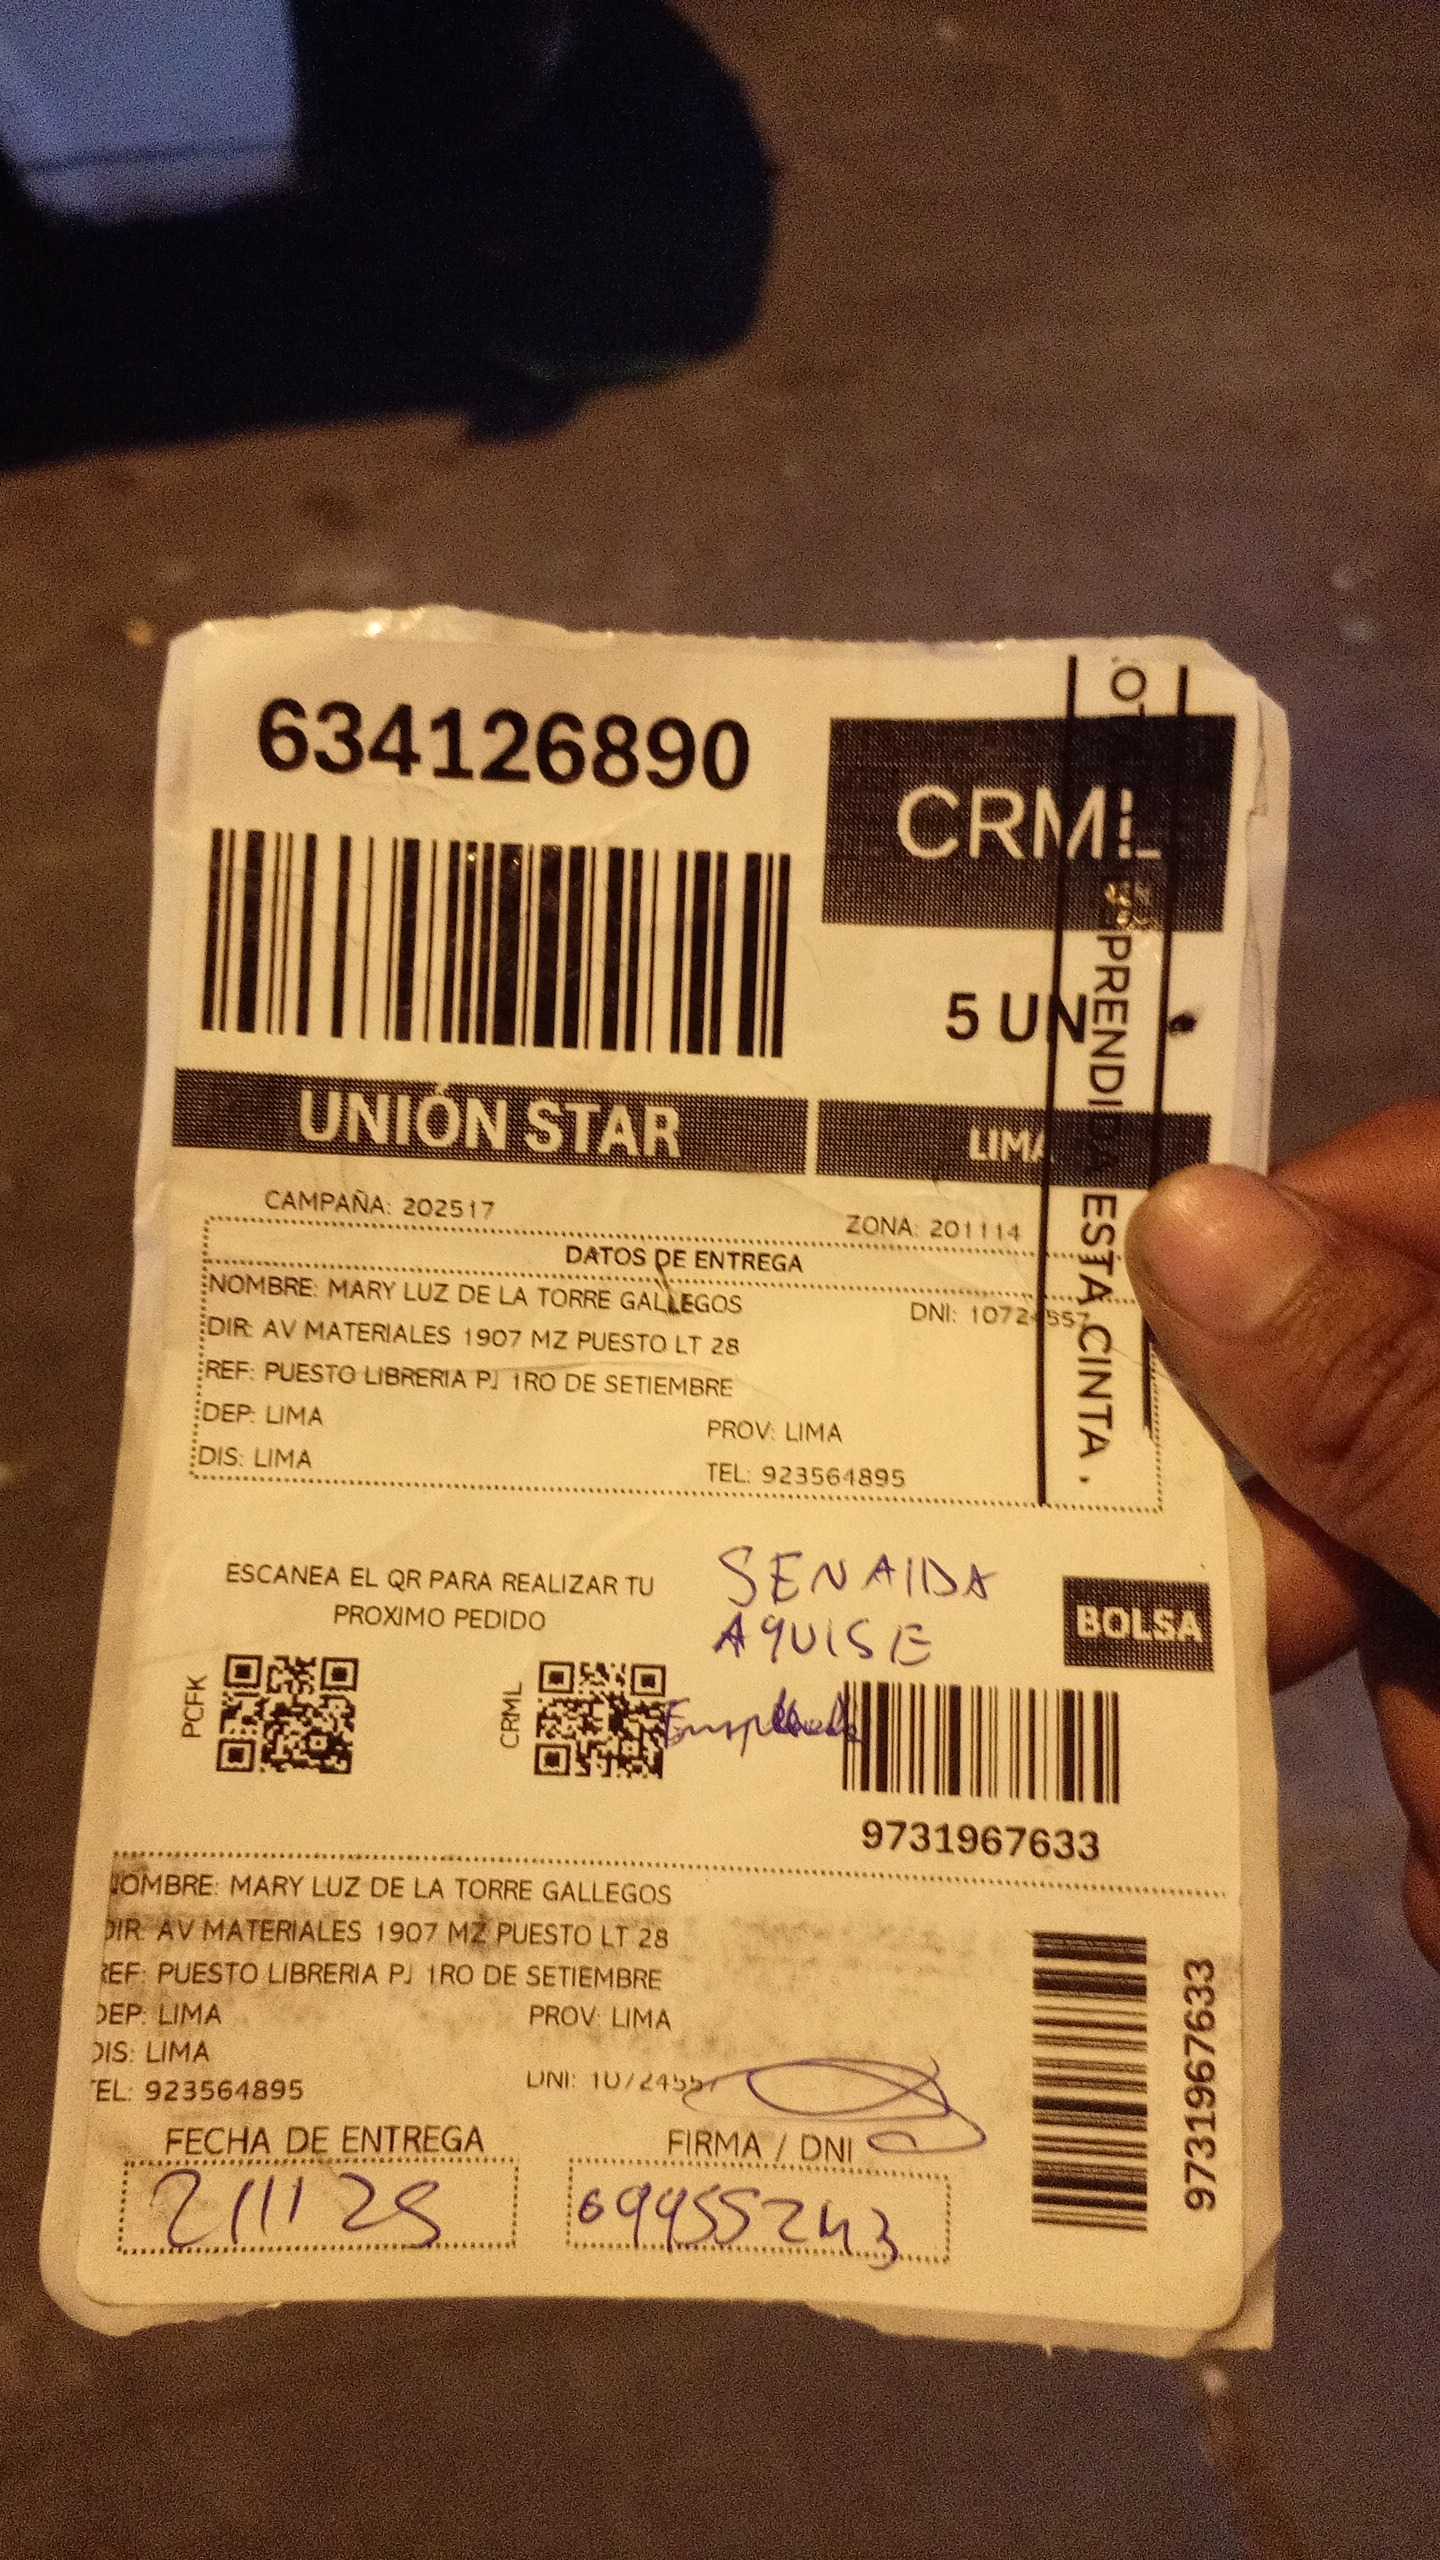 634126890
CRML
5 UN
UNIÓN STAR
LIMA
CAMPAÑA: 202517
ZONA: 201114
DATOS DE ENTREGA
NOMBRE: MARY LUZ DE LA TORRE GALLEGOS
DNI: 10724557
DIR: AV MATERIALES 1907 MZ PUESTO LT 28
REF: PUESTO LIBRERIA PJ 1RO DE SETIEMBRE
DEP: LIMA
PROV: LIMA
DIS: LIMA
TEL: 923564895
ESTA CINTA .
ESCANEA EL QR PARA REALIZAR TU
PROXIMO PEDIDO
SENAIDA
AQUISE
BOLSA
PCFK
CRML
9731967633
NOMBRE: MARY LUZ DE LA TORRE GALLEGOS
DIR: AV MATERIALES 1907 MZ PUESTO LT 28
REF: PUESTO LIBRERIA PJ 1RO DE SETIEMBRE
DEP: LIMA
PROV: LIMA
DIS: LIMA
TEL: 923564895
DNI: 10724557
9731967633
FECHA DE ENTREGA
FIRMA / DNI
21 11 25